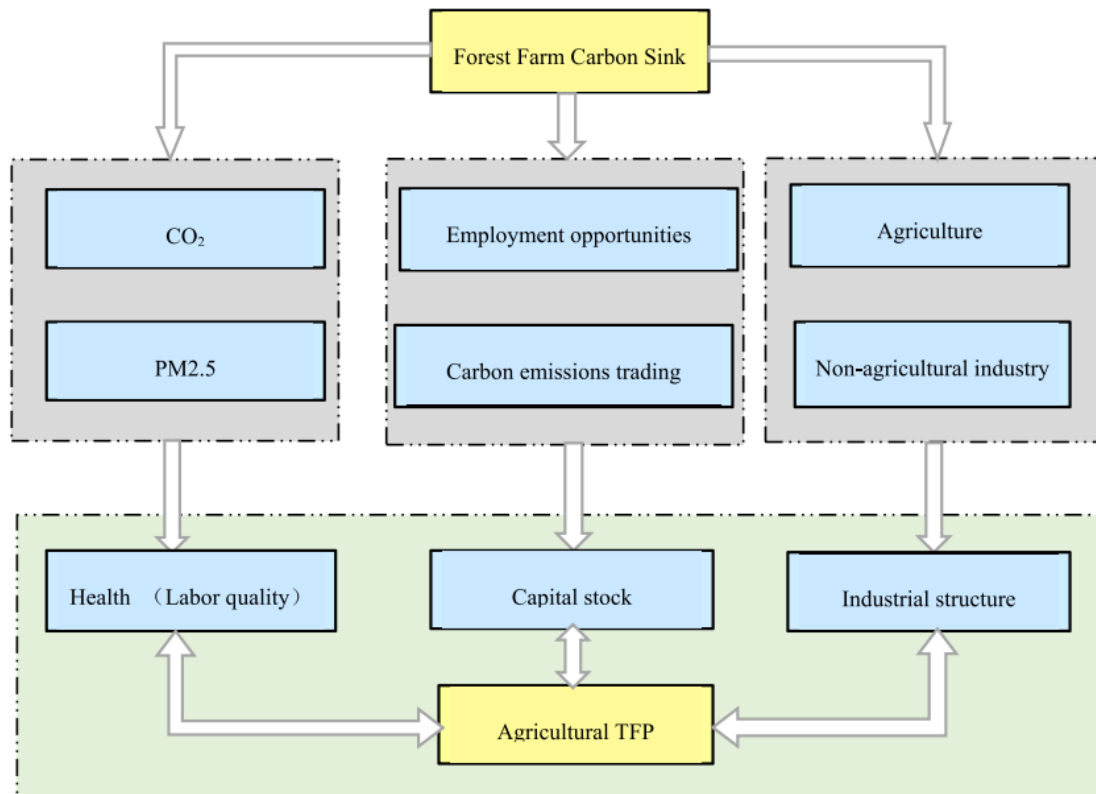 Forest Farm Carbon Sink
CO₂
Employment opportunities
Agriculture
PM2.5
Carbon emissions trading
Non-agricultural industry
Health （Labor quality）
Capital stock
Industrial structure
Agricultural TFP